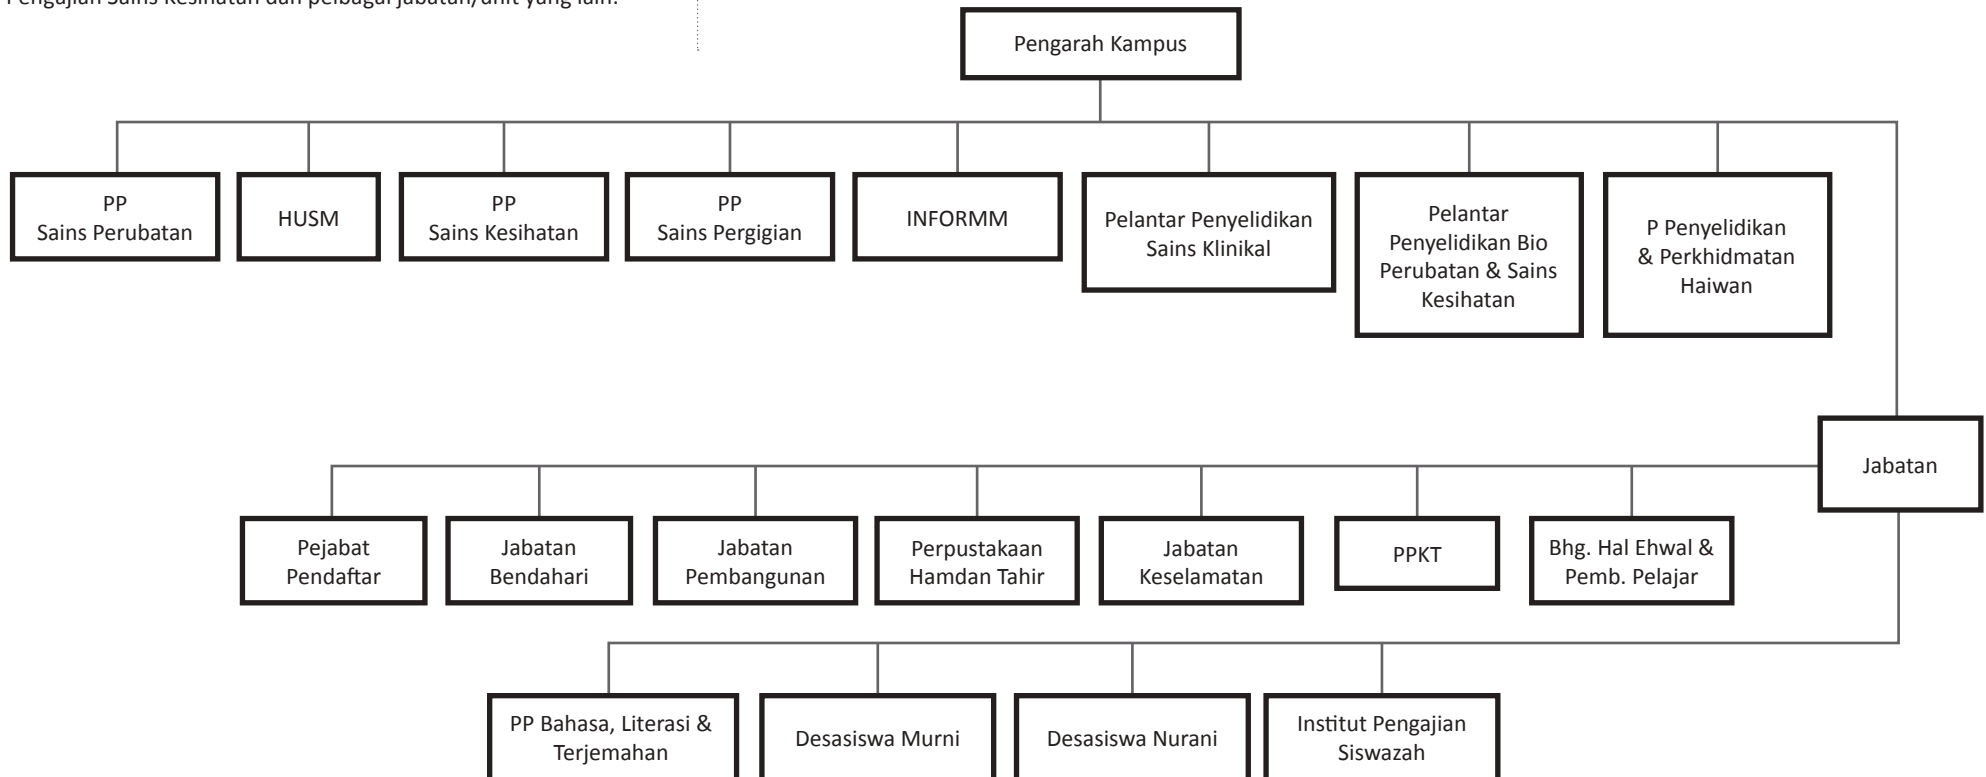 Pengajian Sains Kesihatan dan pelbagai jabatan/unit yang lain.
Pengarah Kampus
PP
Sains Perubatan
HUSM
PP
Sains Kesihatan
PP
Sains Pergigian
INFORMM
Pelantar Penyelidikan
Sains Klinikal
Pelantar
Penyelidikan Bio
Perubatan & Sains
Kesihatan
P Penyelidikan
& Perkhidmatan
Haiwan
Jabatan
Pejabat
Pendaftar
Jabatan
Bendahari
Jabatan
Pembangunan
Perpustakaan
Hamdan Tahir
Jabatan
Keselamatan
PPKT
Bhg. Hal Ehwal &
Pemb. Pelajar
PP Bahasa, Literasi &
Terjemahan
Desasiswa Murni
Desasiswa Nurani
Institut Pengajian
Siswazah